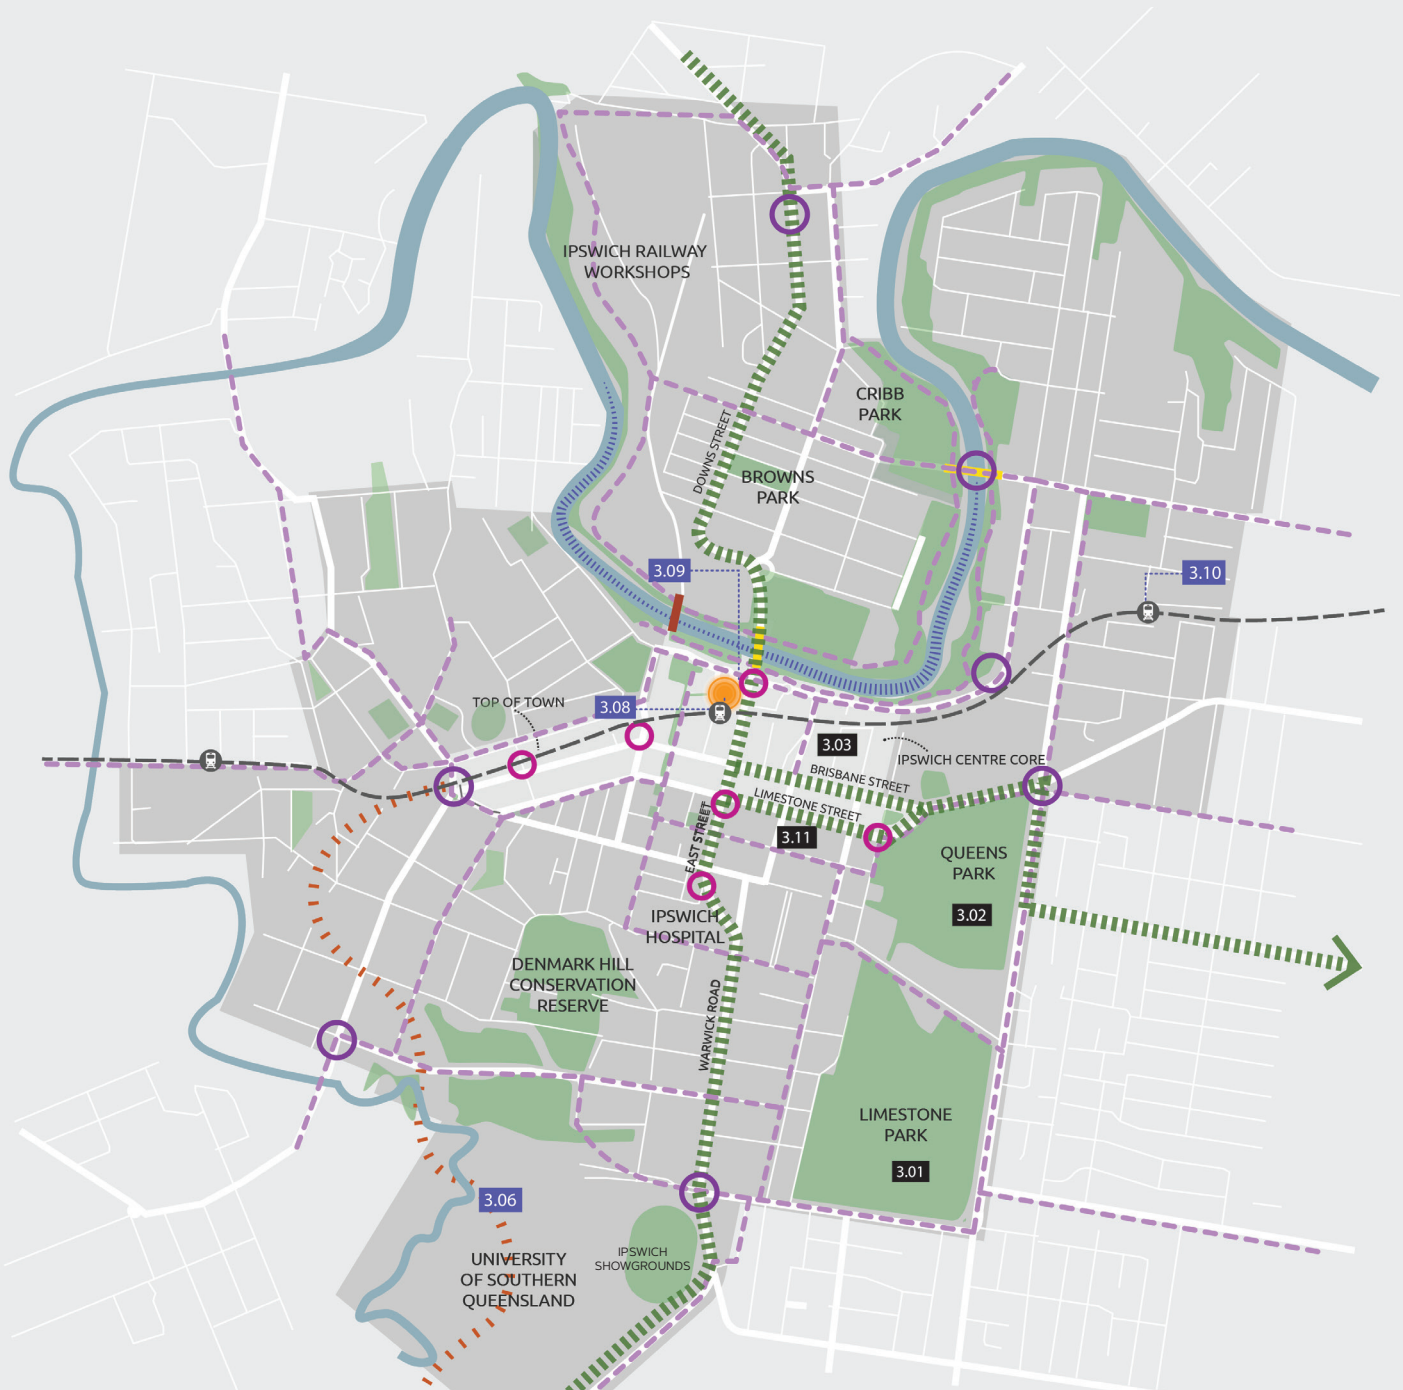 IPSWICH RAILWAY
WORKSHOPS
CRIBB
PARK
DOWNS STREET
BROWNS
PARK
3.09
3.10
TOP OF TOWN
3.08
3.03
IPSWICH CENTRE CORE
BRISBANE STREET
LIMESTONE STREET
3.11
EAST STREET
QUEENS
PARK
3.02
IPSWICH
HOSPITAL
DENMARK HILL
CONSERVATION
RESERVE
WARWICK ROAD
LIMESTONE
PARK
3.01
3.06
UNIVERSITY
OF SOUTHERN
QUEENSLAND
IPSWICH
SHOWGROUNDS